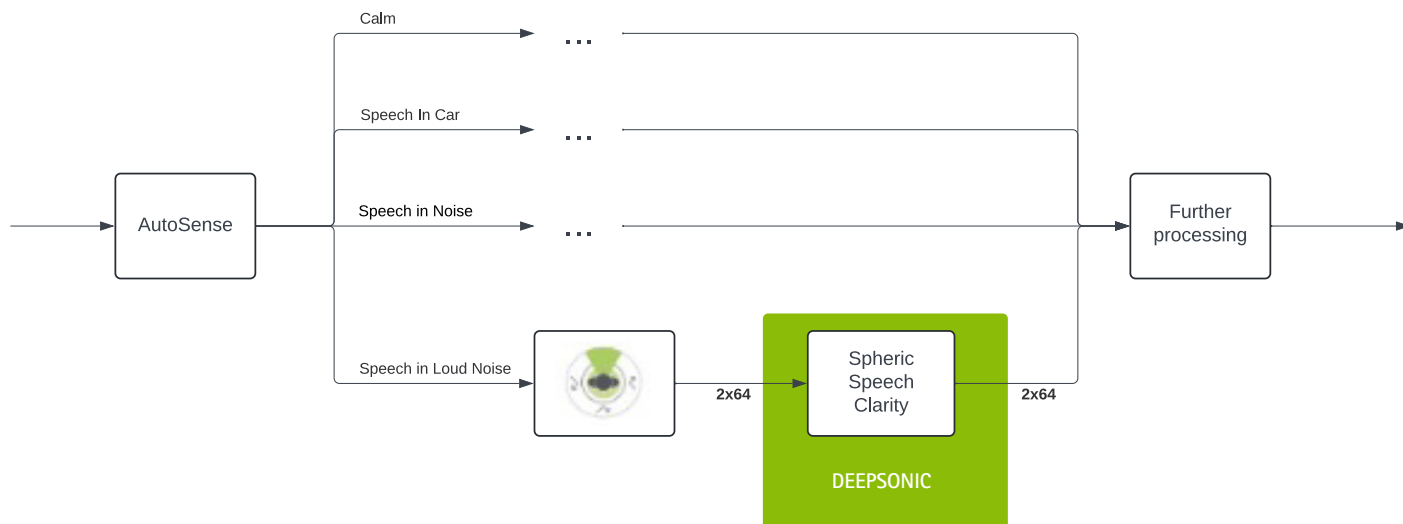 Calm
...
Speech In Car
...
AutoSense
Speech in Noise
...
Further
processing
Speech in Loud Noise
2x64
Spheric
Speech
Clarity
2x64
DEEPSONIC